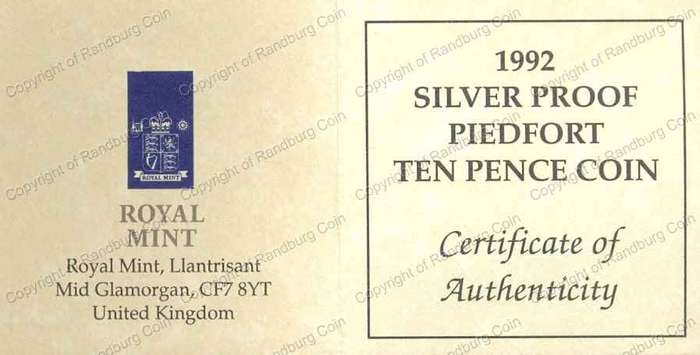 ROYAL MINT
ROYAL
MINT
Royal Mint, Llantrisant
Mid Glamorgan, CF7 8YT
United Kingdom
1992
SILVER PROOF
PIEDFORT
TEN PENCE COIN
Certificate of
Authenticity
Copyright of Randburg Coin